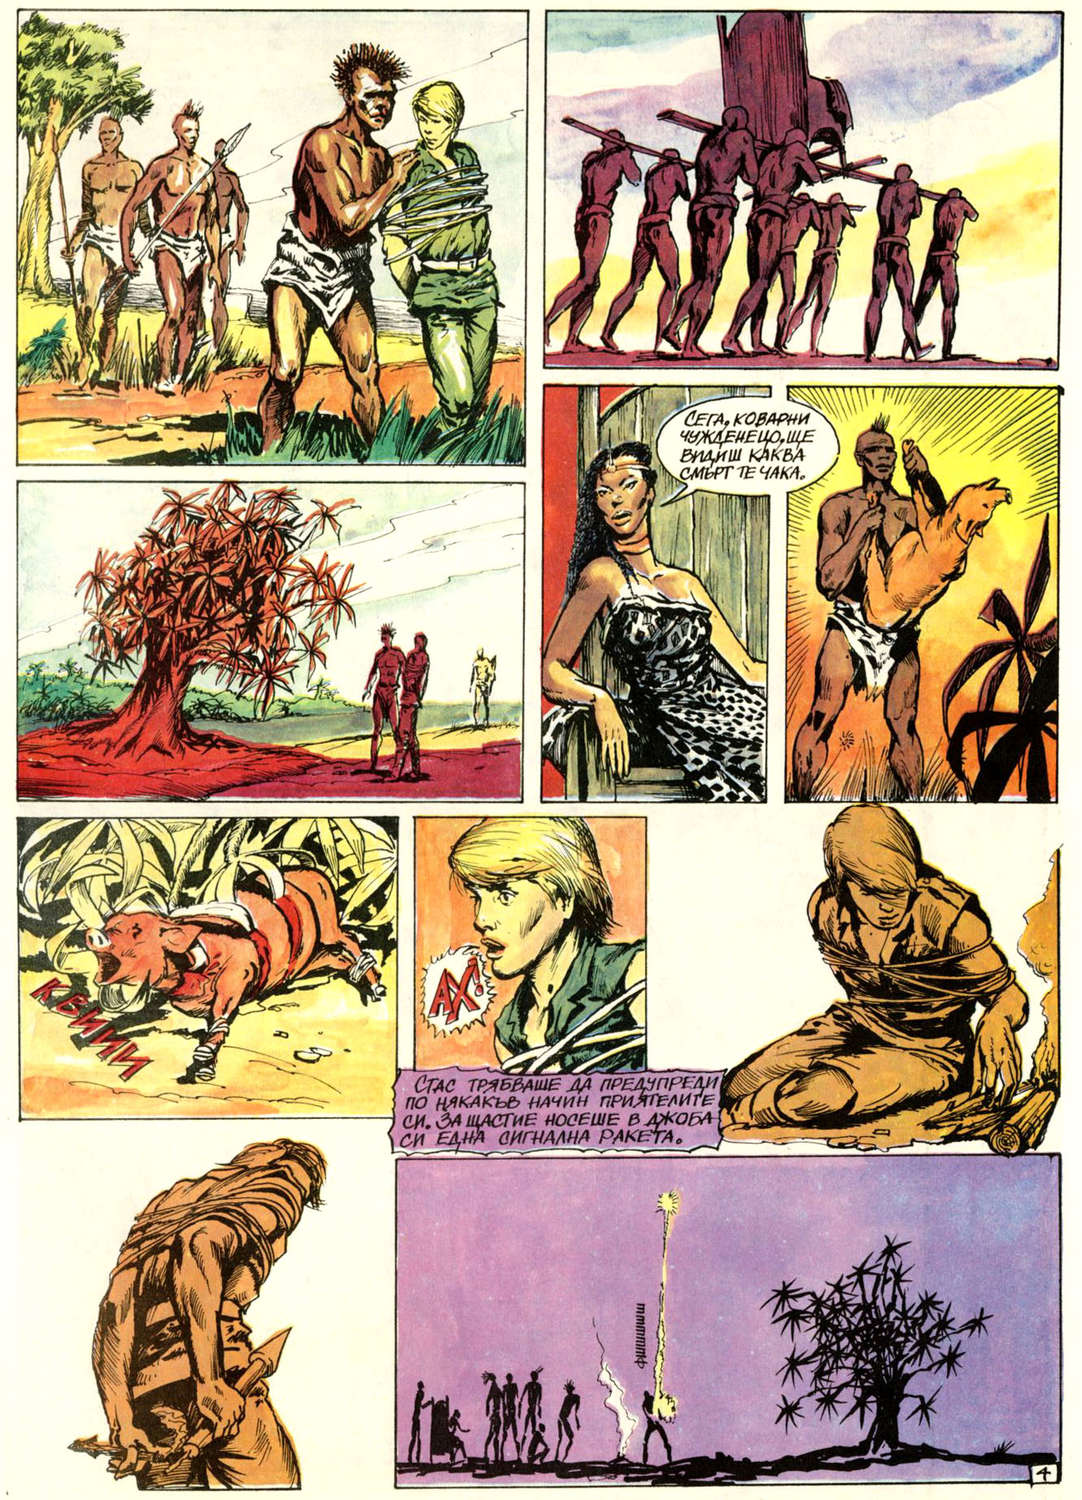 СЕГА, КОВАРНИ
ЧУЖДЕНЕЦО, ЩЕ
ВИДИШ КАКВА
СМЪРТ ТЕ ЧАКА.
КВИИИ
АХ!
СТАС ТРЯБВАШЕ ДА ПРЕДУПРЕДИ
ПО НЯКАКЪВ НАЧИН ПРИЯТЕЛИТЕ
СИ. ЗА ЩАСТИЕ НОСЕШЕ В ДЖОБА
СИ ЕДНА СИГНАЛНА РАКЕТА.
4